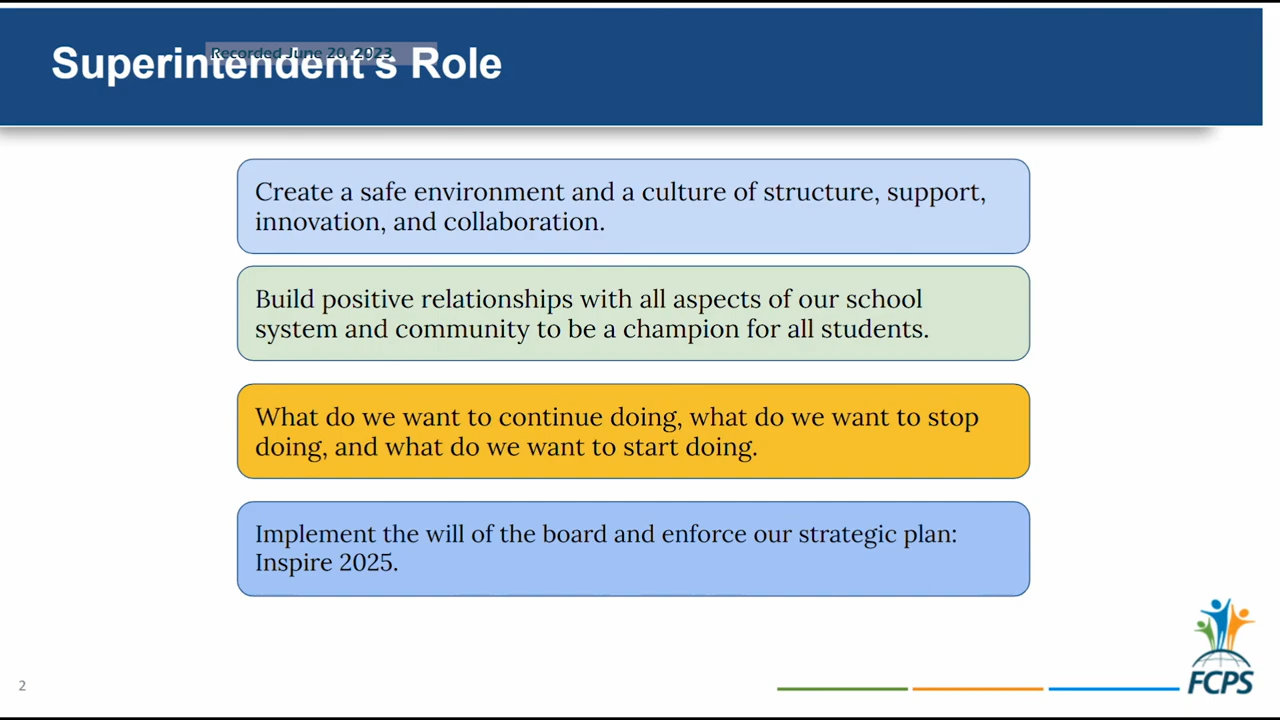 Recorded June 20, 2023
Superintendent's Role
Create a safe environment and a culture of structure, support,
innovation, and collaboration.
Build positive relationships with all aspects of our school
system and community to be a champion for all students.
What do we want to continue doing, what do we want to stop
doing, and what do we want to start doing.
Implement the will of the board and enforce our strategic plan:
Inspire 2025.
2
FCPS